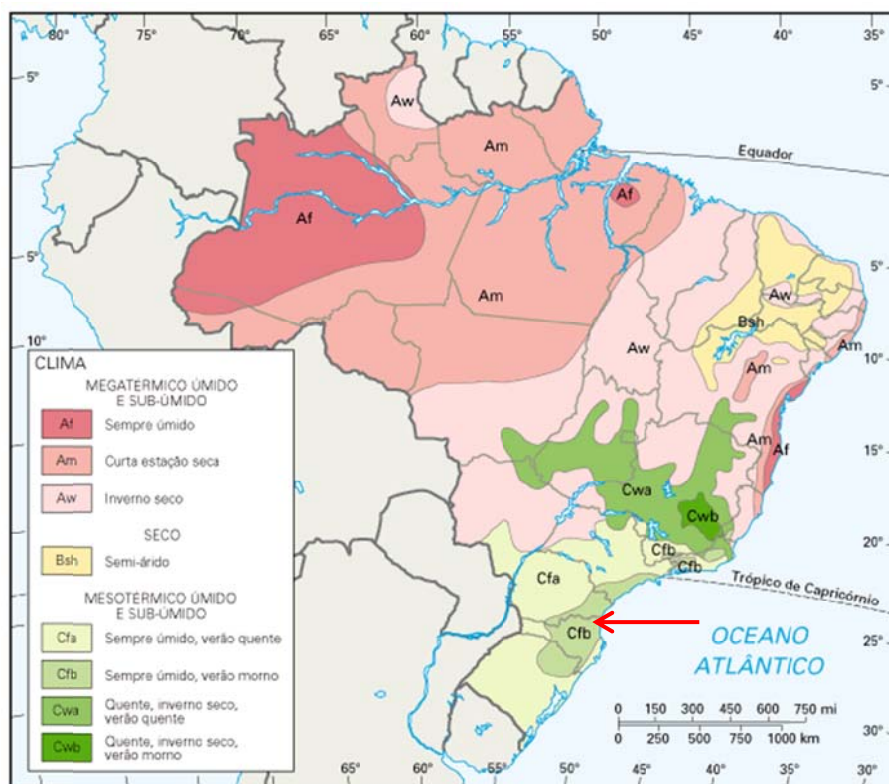 80°
75°
70°
65°
60°
55°
50°
45°
40°
35°
5°
5°
Aw
Am
Equador
Af
Af
Am
5°
5°
Aw
Bsh
Aw
10°
Am
Am
10°
CLIMA
MEGATÉRMICO ÚMIDO
E SUB-ÚMIDO
Af Sempre úmido
Am Curta estação seca
Aw Inverno seco
SECO
Bsh Semi-árido
MESOTÉRMICO ÚMIDO
E SUB-ÚMIDO
Cfa Sempre úmido, verão quente
Cfb Sempre úmido, verão morno
Cwa Quente, inverno seco,
verão quente
Cwb Quente, inverno seco,
verão morno
Am
Af
15°
15°
Cwa
Cwb
20°
20°
Cfb
Cfb
Cfa
Trópico de Capricórnio
Cfb
OCEANO
ATLÂNTICO
25°
25°
0 150 300 450 600 750 mi
0 250 500 750 1000 km
30°
30°
65°
60°
55°
50°
45°
40°
35°